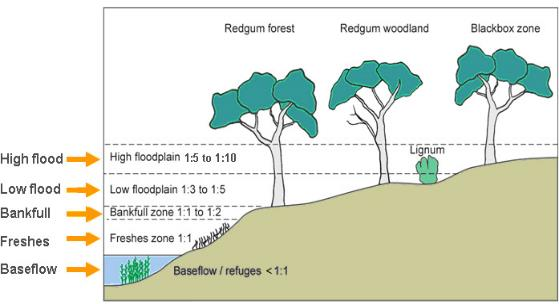 Redgum forest
Redgum woodland
Blackbox zone
Lignum
High flood
High floodplain 1:5 to 1:10
Low flood
Low floodplain 1:3 to 1:5
Bankfull
Bankfull zone 1:1 to 1:2
Freshes
Freshes zone 1:1
Baseflow
Baseflow / refuges <1:1